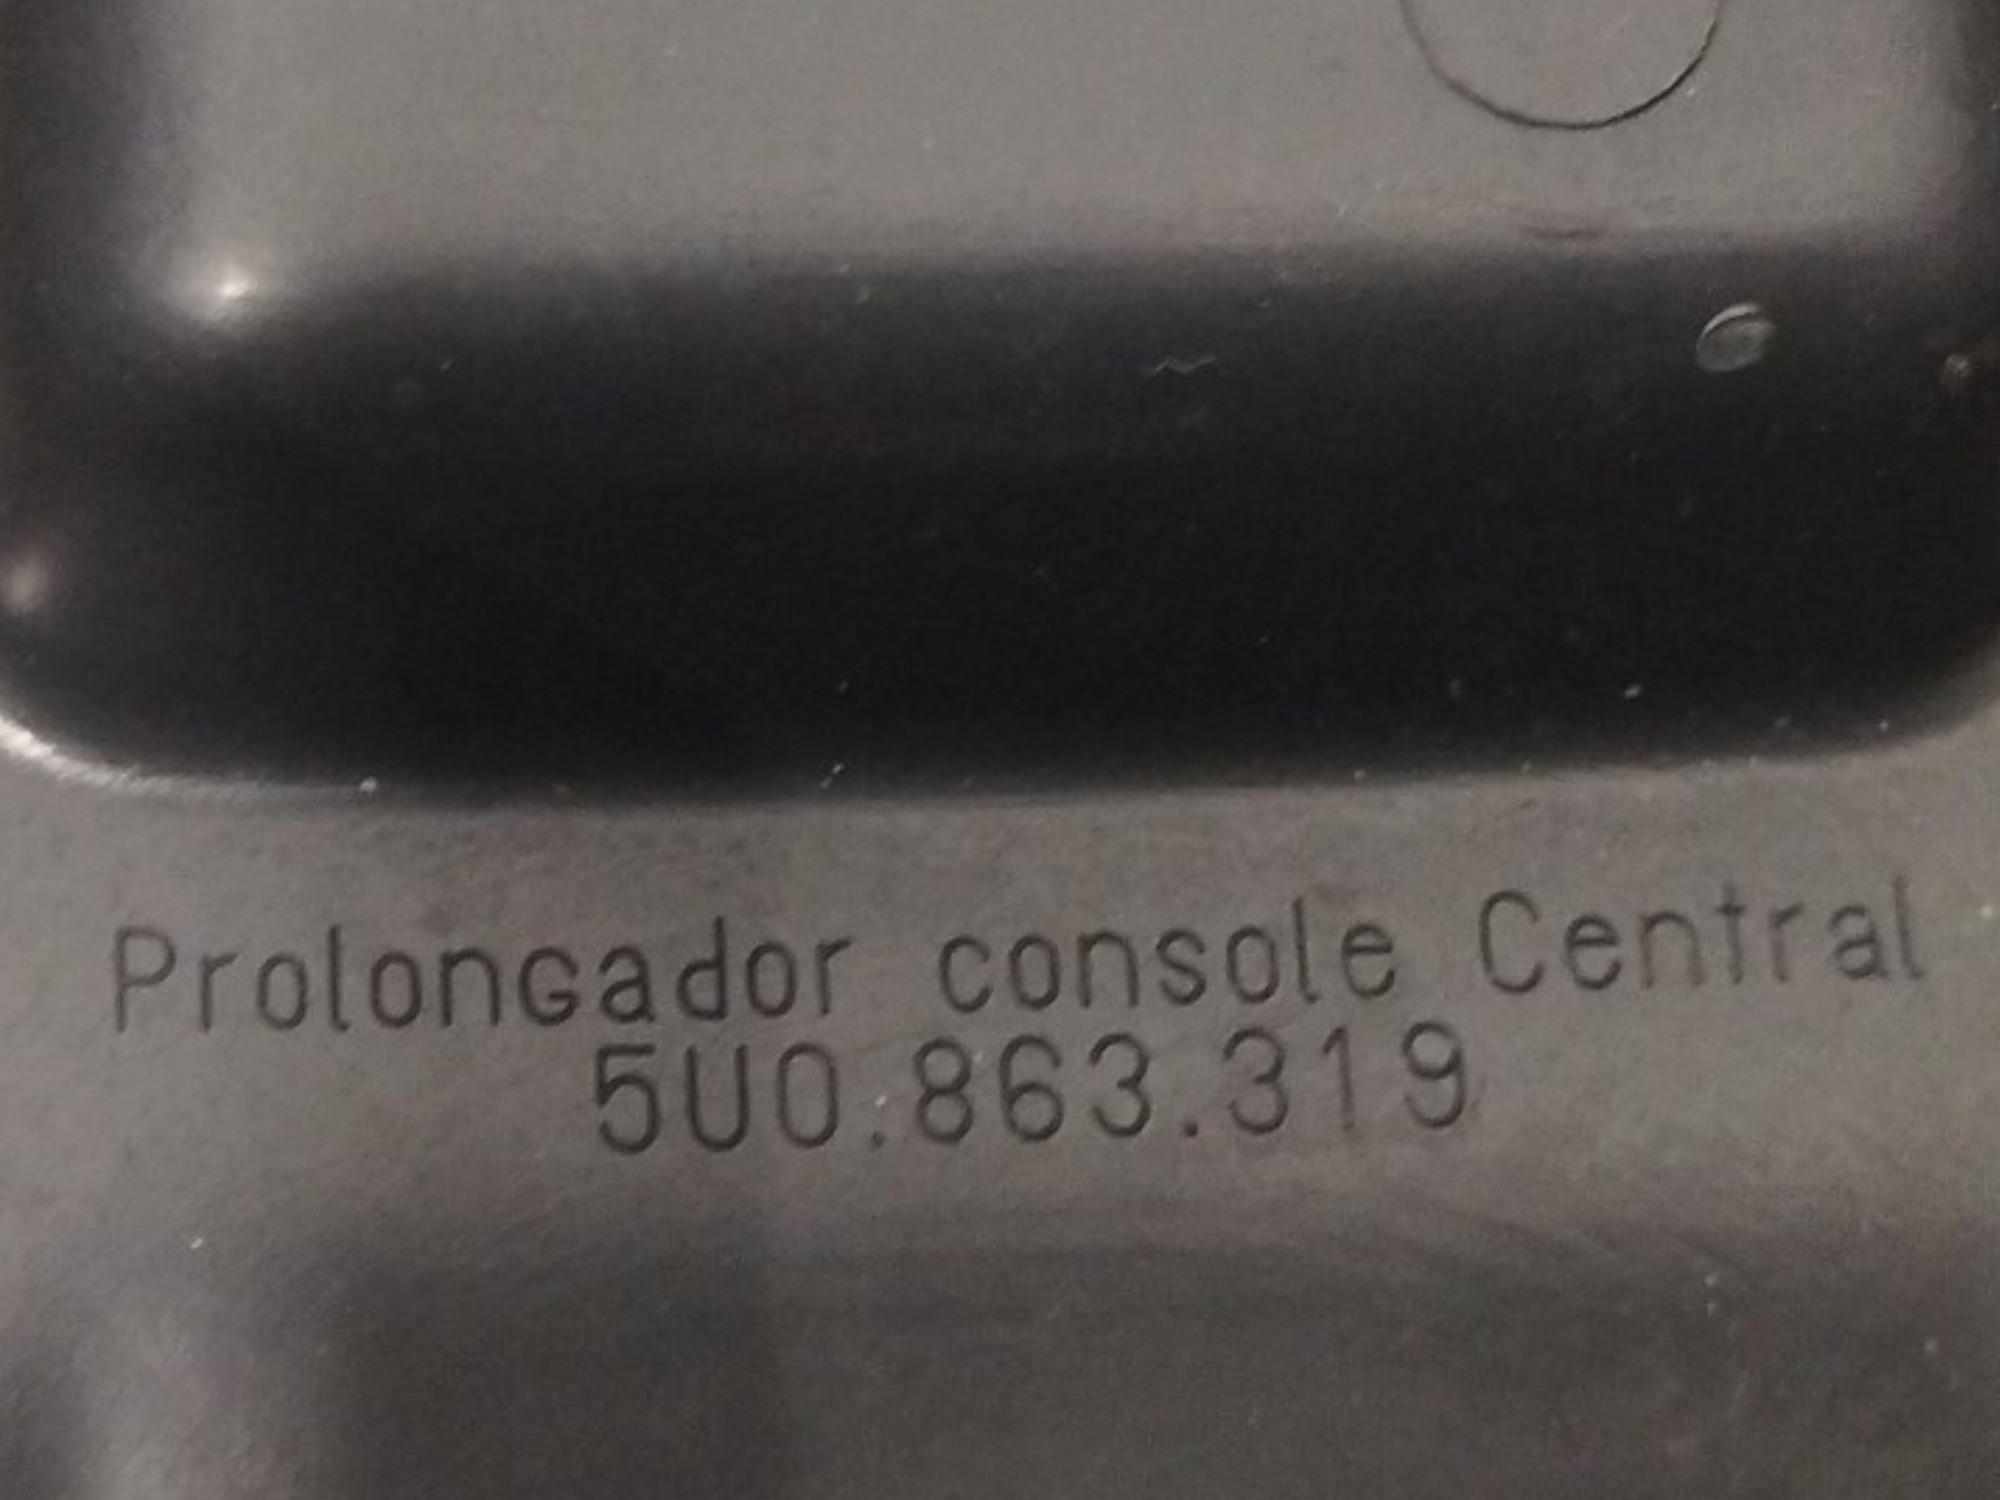 Prolongador console Central
5U0.863.319